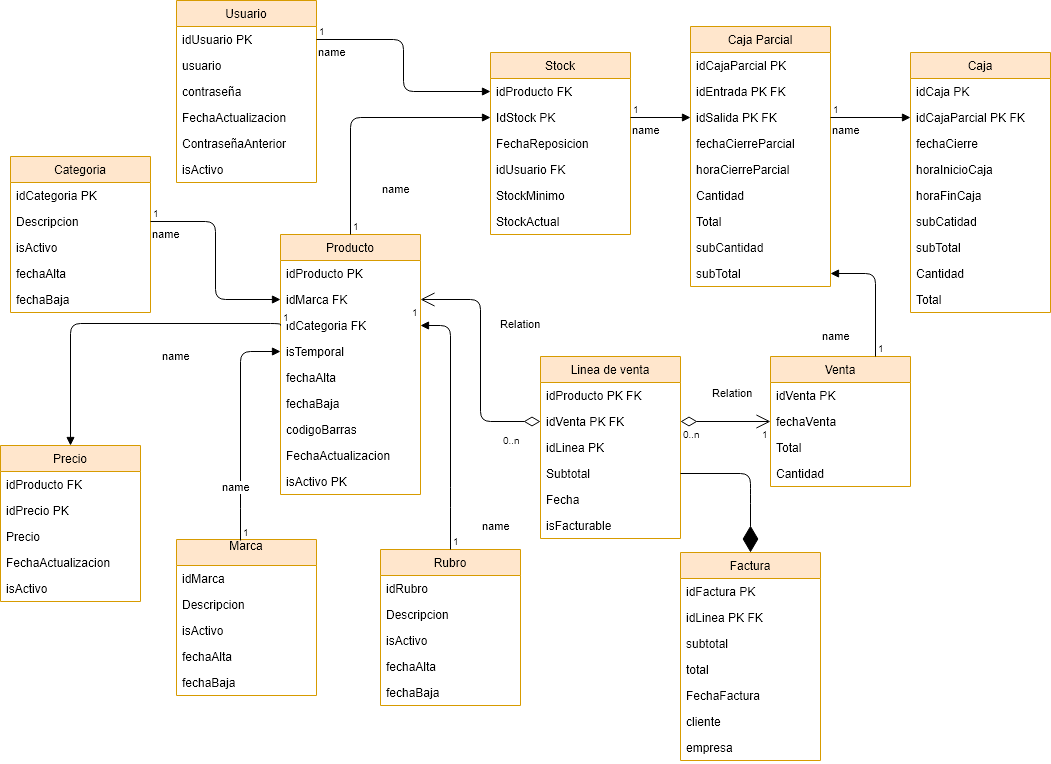 Usuario
idUsuario PK
usuario
contraseña
FechaActualizacion
ContraseñaAnterior
isActivo
1
name
Stock
idProducto FK
IdStock PK
FechaReposicion
idUsuario FK
StockMinimo
StockActual
1
name
Caja Parcial
idCajaParcial PK
idEntrada PK FK
idSalida PK FK
fechaCierreParcial
horaCierreParcial
Cantidad
Total
subCantidad
subTotal
1
name
Caja
idCaja PK
idCajaParcial PK FK
fechaCierre
horaInicioCaja
horaFinCaja
subCatidad
subTotal
Cantidad
Total
Categoria
idCategoria PK
Descripcion
isActivo
fechaAlta
fechaBaja
1
name
name
1
Producto
idProducto PK
idMarca FK
idCategoria FK
isTemporal
fechaAlta
fechaBaja
codigoBarras
FechaActualizacion
isActivo PK
1
name
1
Relation
0..n
Linea de venta
idProducto PK FK
idVenta PK FK
idLinea PK
Subtotal
Fecha
isFacturable
Relation
0..n
1
name
1
Venta
idVenta PK
fechaVenta
Total
Cantidad
Precio
idProducto FK
idPrecio PK
Precio
FechaActualizacion
isActivo
name
1
Marca
idMarca
Descripcion
isActivo
fechaAlta
fechaBaja
name
1
Rubro
idRubro
Descripcion
isActivo
fechaAlta
fechaBaja
Factura
idFactura PK
idLinea PK FK
subtotal
total
FechaFactura
cliente
empresa